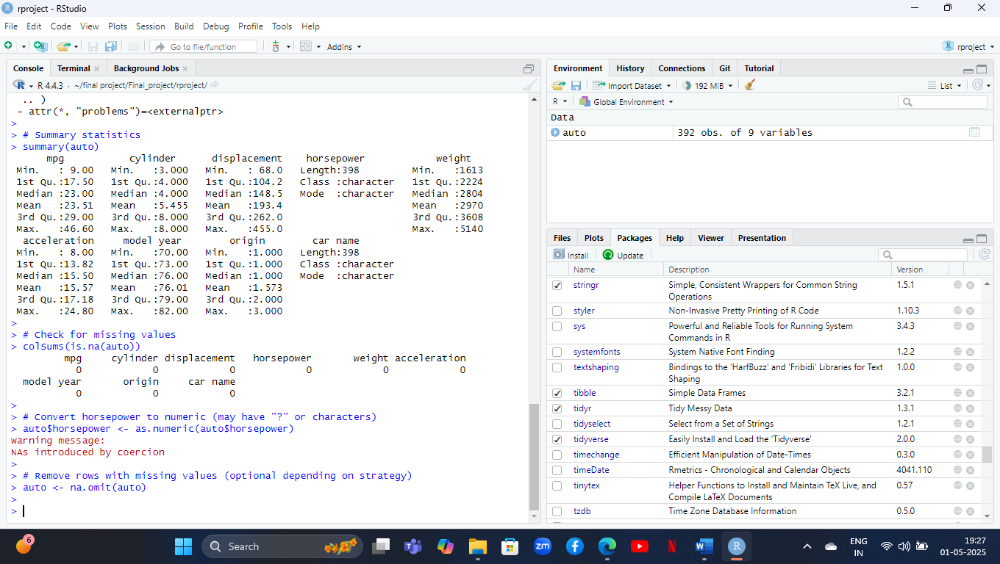 rproject - RStudio
File Edit Code View Plots Session Build Debug Profile Tools Help
Go to file/function Addins rproject
Console Terminal Background Jobs
R 4.4.3 · ~/final project/Final_project/rproject/
.. )
- attr(*, "problems")=<externalptr>
>
> # Summary statistics
> summary(auto)
mpg cylinder displacement horsepower weight
Min. : 9.00 Min. :3.000 Min. : 68.0 Length:398 Min. :1613
1st Qu.:17.50 1st Qu.:4.000 1st Qu.:104.2 Class :character 1st Qu.:2224
Median :23.00 Median :4.000 Median :148.5 Mode :character Median :2804
Mean :23.51 Mean :5.455 Mean :193.4 Mean :2970
3rd Qu.:29.00 3rd Qu.:8.000 3rd Qu.:262.0 3rd Qu.:3608
Max. :46.60 Max. :8.000 Max. :455.0 Max. :5140
acceleration model year origin car name
Min. : 8.00 Min. :70.00 Min. :1.000 Length:398
1st Qu.:13.82 1st Qu.:73.00 1st Qu.:1.000 Class :character
Median :15.50 Median :76.00 Median :1.000 Mode :character
Mean :15.57 Mean :76.01 Mean :1.573
3rd Qu.:17.18 3rd Qu.:79.00 3rd Qu.:2.000
Max. :24.80 Max. :82.00 Max. :3.000
>
> # Check for missing values
> colSums(is.na(auto))
mpg cylinder displacement horsepower weight acceleration
0 0 0 0 0 0
model year origin car name
0 0 0
>
> # Convert horsepower to numeric (may have "?" or characters)
> auto$horsepower <- as.numeric(auto$horsepower)
Warning message:
NAs introduced by coercion
>
> # Remove rows with missing values (optional depending on strategy)
> auto <- na.omit(auto)
>
>
Environment History Connections Git Tutorial
Import Dataset 192 MiB List
R Global Environment
Data
auto 392 obs. of 9 variables
Files Plots Packages Help Viewer Presentation
Install Update
Name Description Version
stringr Simple, Consistent Wrappers for Common String 1.5.1
Operations
styler Non-Invasive Pretty Printing of R Code 1.10.3
sys Powerful and Reliable Tools for Running System 3.4.3
Commands in R
systemfonts System Native Font Finding 1.2.2
textshaping Bindings to the 'HarfBuzz' and 'Fribidi' Libraries for Text 1.0.0
Shaping
tibble Simple Data Frames 3.2.1
tidyr Tidy Messy Data 1.3.1
tidyselect Select from a Set of Strings 1.2.1
tidyverse Easily Install and Load the 'Tidyverse' 2.0.0
timechange Efficient Manipulation of Date-Times 0.3.0
timeDate Rmetrics - Chronological and Calendar Objects 4041.110
tinytex Helper Functions to Install and Maintain TeX Live, and 0.57
Compile LaTeX Documents
tzdb Time Zone Database Information 0.5.0
6 Search zm R
ENG
IN
19:27
01-05-2025